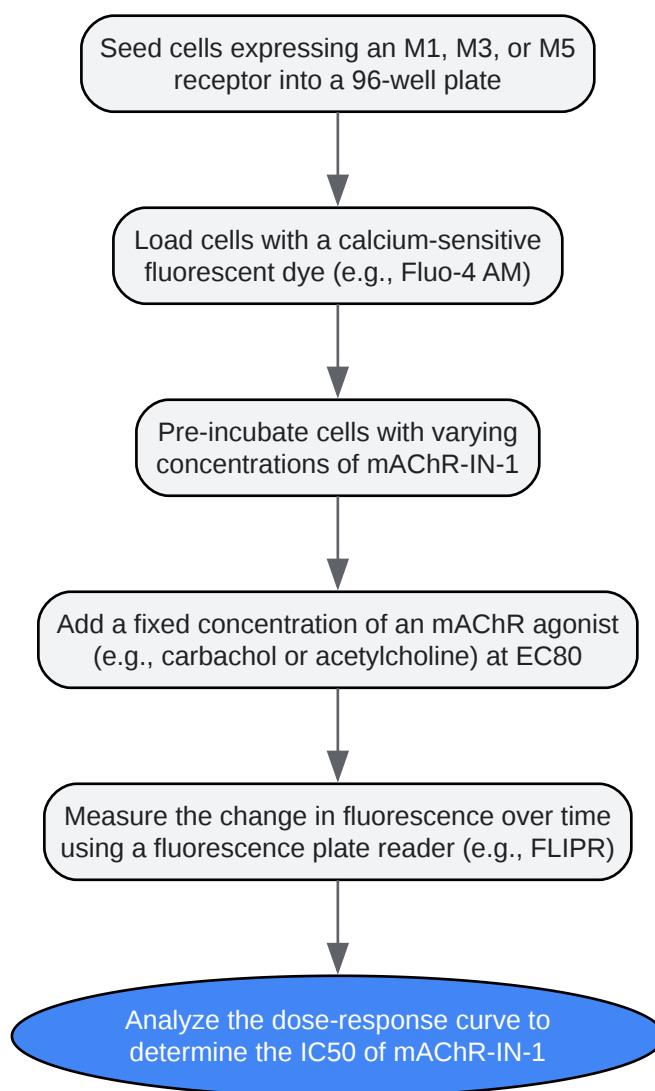 Seed cells expressing an M1, M3, or M5
receptor into a 96-well plate
Load cells with a calcium-sensitive
fluorescent dye (e.g., Fluo-4 AM)
Pre-incubate cells with varying
concentrations of mAChR-IN-1
Add a fixed concentration of an mAChR agonist
(e.g., carbachol or acetylcholine) at EC80
Measure the change in fluorescence over time
using a fluorescence plate reader (e.g., FLIPR)
Analyze the dose-response curve to
determine the IC50 of mAChR-IN-1